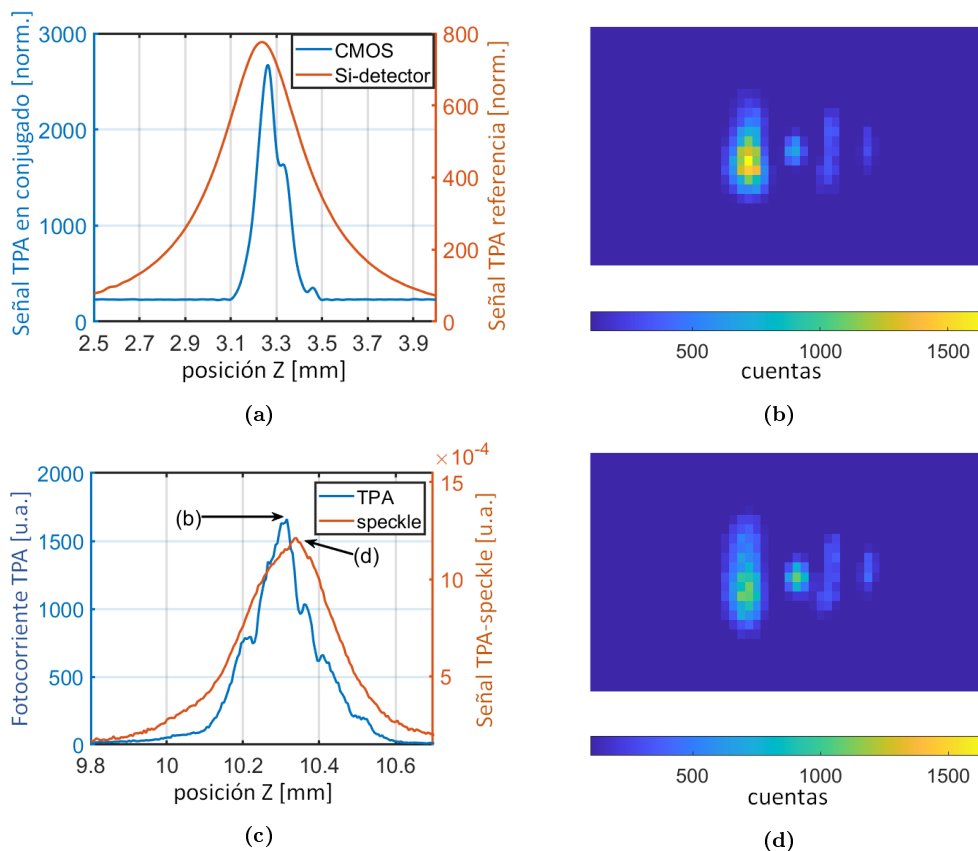 3000
2000
1000
0
Señal TPA en conjugado [norm.]
CMOS
Si-detector
800
600
400
200
0
Señal TPA referencia [norm.]
2.5 2.7 2.9 3.1 3.3 3.5 3.7 3.9
posición Z [mm]
(a)
500 1000 1500
cuentas
(b)
2000
1500
1000
500
0
Fotocorriente TPA [u.a.]
TPA
speckle
(b)
(d)
×10⁻⁴
15
10
5
Señal TPA-speckle [u.a.]
9.8 10 10.2 10.4 10.6
posición Z [mm]
(c)
500 1000 1500
cuentas
(d)